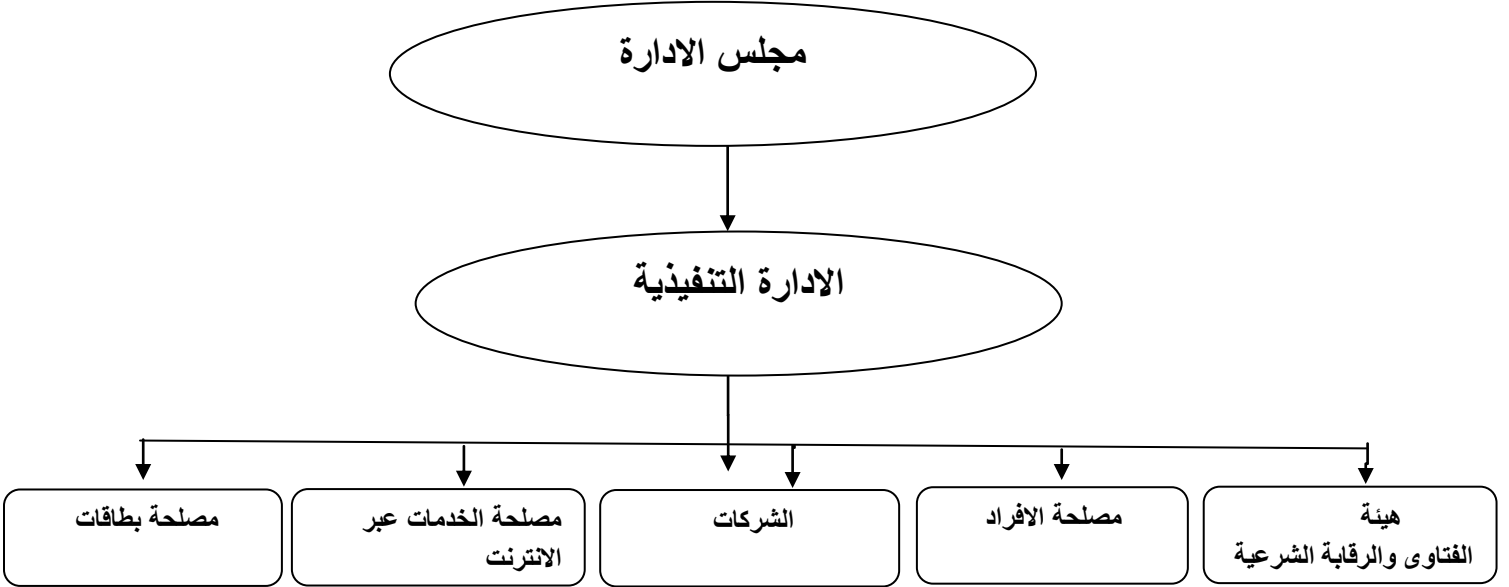 مجلس الادارة
الادارة التنفيذية
هيئة
الفتاوى والرقابة الشرعية
مصلحة الافراد
الشركات
مصلحة الخدمات عبر
الانترنت
مصلحة بطاقات